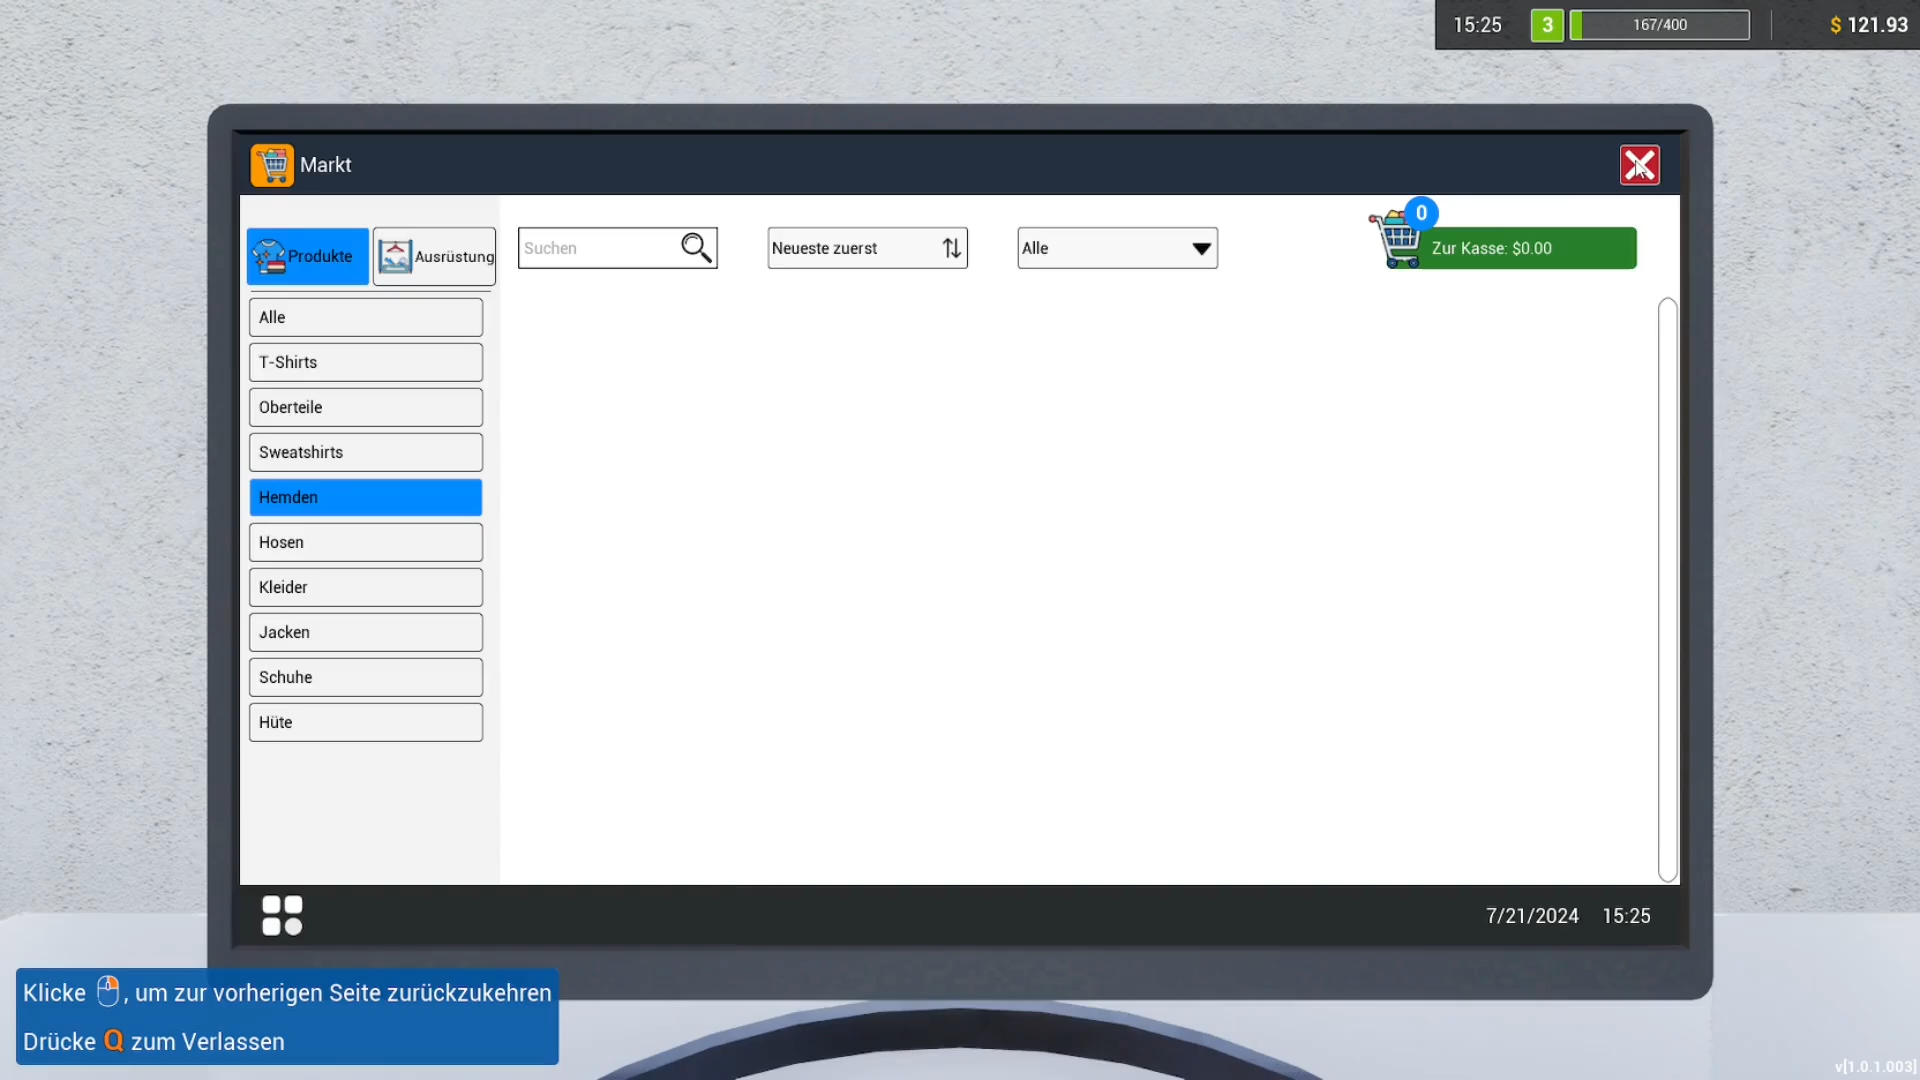 15:25
3
167/400
$ 121.93
Markt
Produkte
Ausrüstung
Suchen
Neueste zuerst
Alle
0
Zur Kasse: $0.00
Alle
T-Shirts
Oberteile
Sweatshirts
Hemden
Hosen
Kleider
Jacken
Schuhe
Hüte
7/21/2024
15:25
Klicke , um zur vorherigen Seite zurückzukehren
Drücke Q zum Verlassen
v[1.0.1.003]